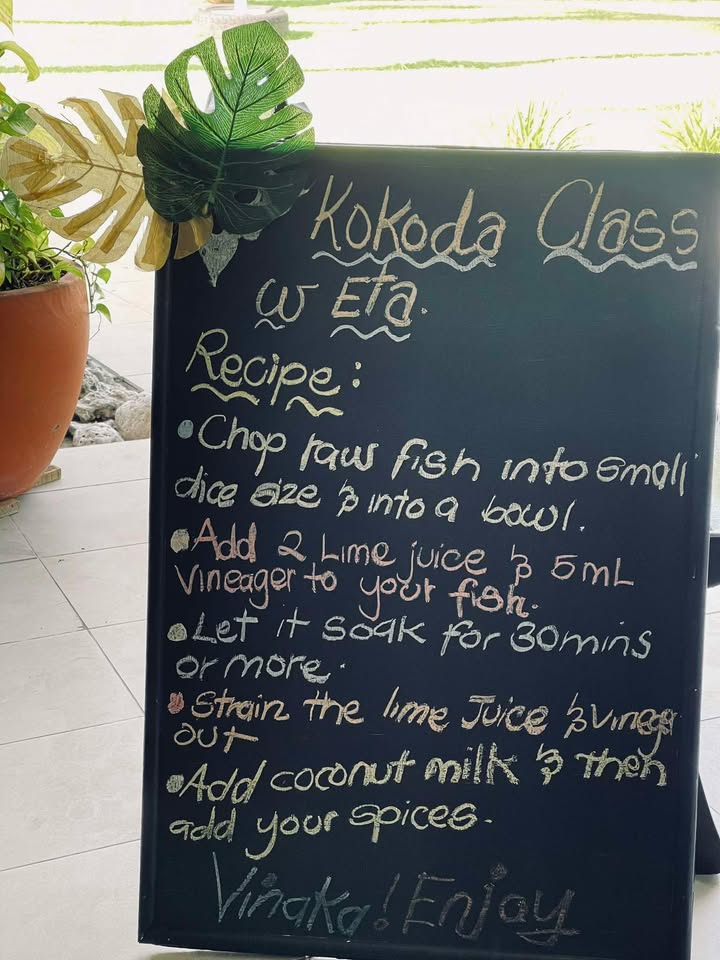 Kokoda Class
w Eta.
Recipe:
• Chop raw fish into small
dice size & into a bowl.
• Add 2 Lime juice & 5mL
Vineager to your fish.
• Let it soak for 30mins
or more.
• Strain the lime Juice & vinegr
out
• Add coconut milk & then
add your spices.
Vinaka! Enjoy